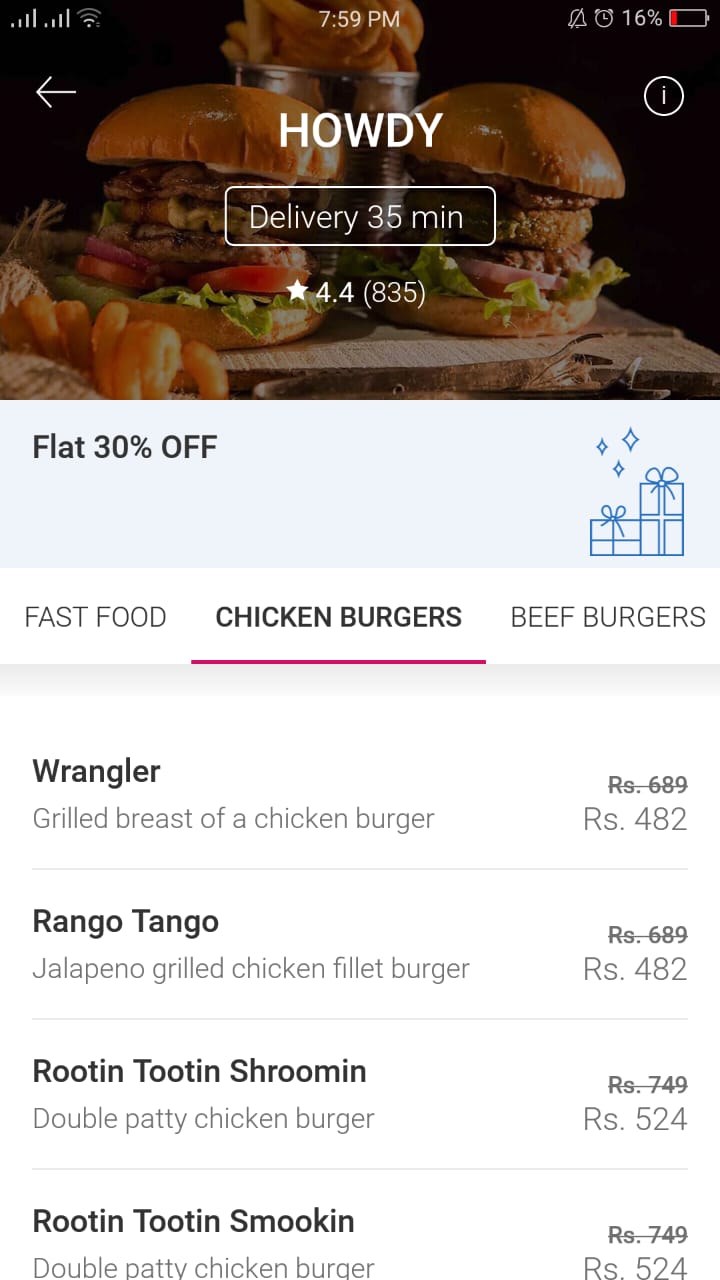 7:59 PM
16%
HOWDY
Delivery 35 min
4.4 (835)
Flat 30% OFF
FAST FOOD
CHICKEN BURGERS
BEEF BURGERS
Wrangler
Rs. 689
Grilled breast of a chicken burger
Rs. 482
Rango Tango
Rs. 689
Jalapeno grilled chicken fillet burger
Rs. 482
Rootin Tootin Shroomin
Rs. 749
Double patty chicken burger
Rs. 524
Rootin Tootin Smookin
Rs. 749
Double patty chicken burger
Rs. 524